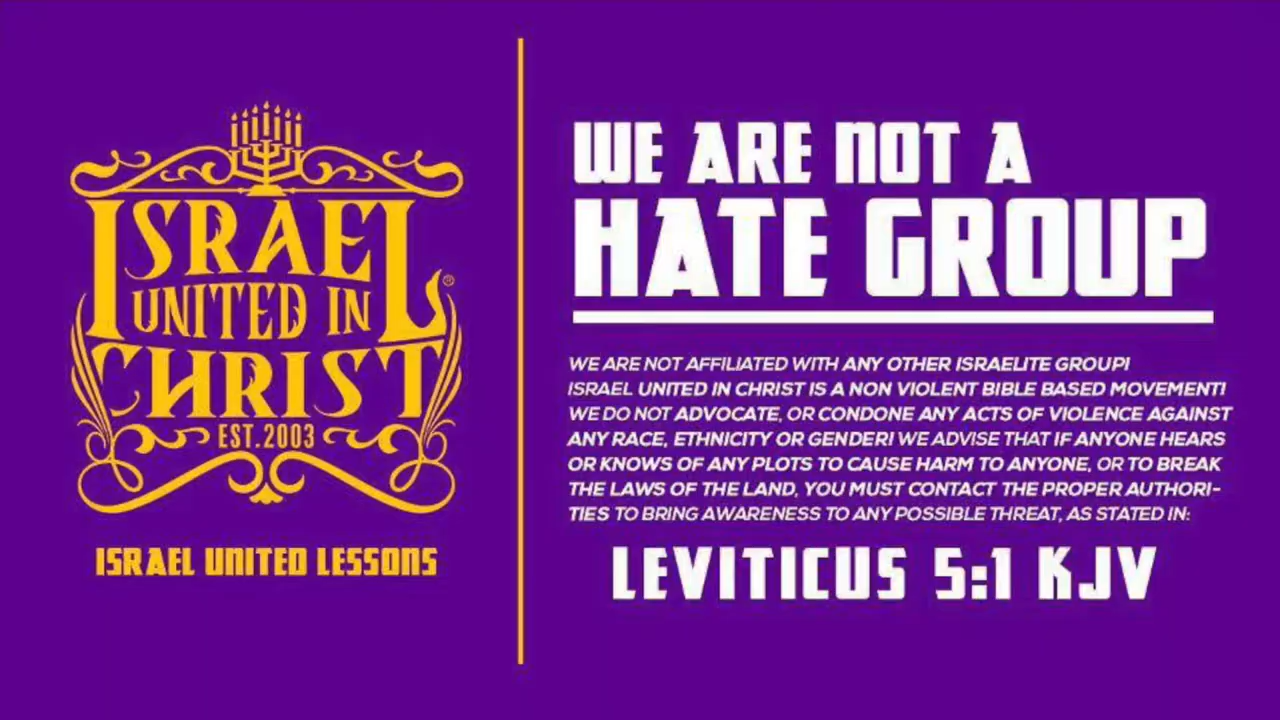 ISRAEL
UNITED IN
CHRIST
EST.2003
®
ISRAEL UNITED LESSONS
WE ARE NOT A
HATE GROUP
WE ARE NOT AFFILIATED WITH ANY OTHER ISRAELITE GROUP!
ISRAEL UNITED IN CHRIST IS A NON VIOLENT BIBLE BASED MOVEMENT!
WE DO NOT ADVOCATE, OR CONDONE ANY ACTS OF VIOLENCE AGAINST
ANY RACE, ETHNICITY OR GENDER! WE ADVISE THAT IF ANYONE HEARS
OR KNOWS OF ANY PLOTS TO CAUSE HARM TO ANYONE, OR TO BREAK
THE LAWS OF THE LAND, YOU MUST CONTACT THE PROPER AUTHORI-
TIES TO BRING AWARENESS TO ANY POSSIBLE THREAT, AS STATED IN:
LEVITICUS 5:1 KJV